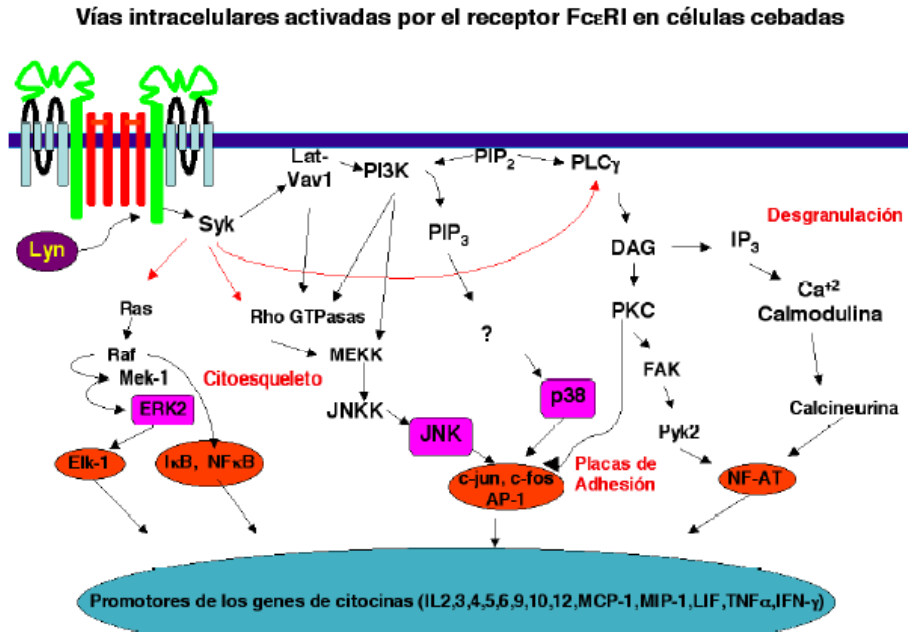 Vías intracelulares activadas por el receptor FcεRI en células cebadas
Lat-
Vav1
PI3K
PIP2
PLCγ
Lyn
Syk
PIP3
DAG
IP3
Desgranulación
Ca+2
Calmodulina
Ras
Rho GTPasas
?
PKC
Raf
Mek-1
Citoesqueleto
MEKK
FAK
ERK2
JNKK
p38
Calcineurina
JNK
Pyk2
Elk-1
IκB, NFκB
c-jun, c-fos
AP-1
Placas de
Adhesión
NF-AT
Promotores de los genes de citocinas (IL2,3,4,5,6,9,10,12,MCP-1,MIP-1,LIF,TNFα,IFN-γ)